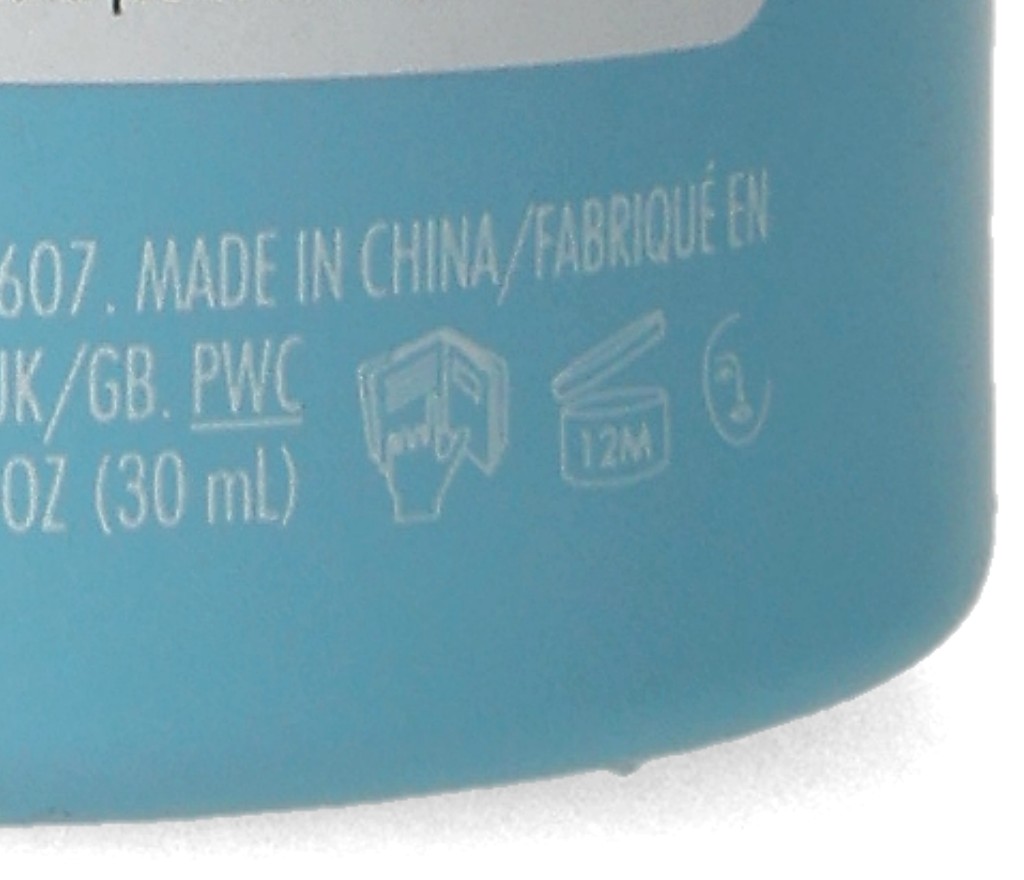 607. MADE IN CHINA/FABRIQUÉ EN
UK/GB. PWC
OZ (30 mL)
12M